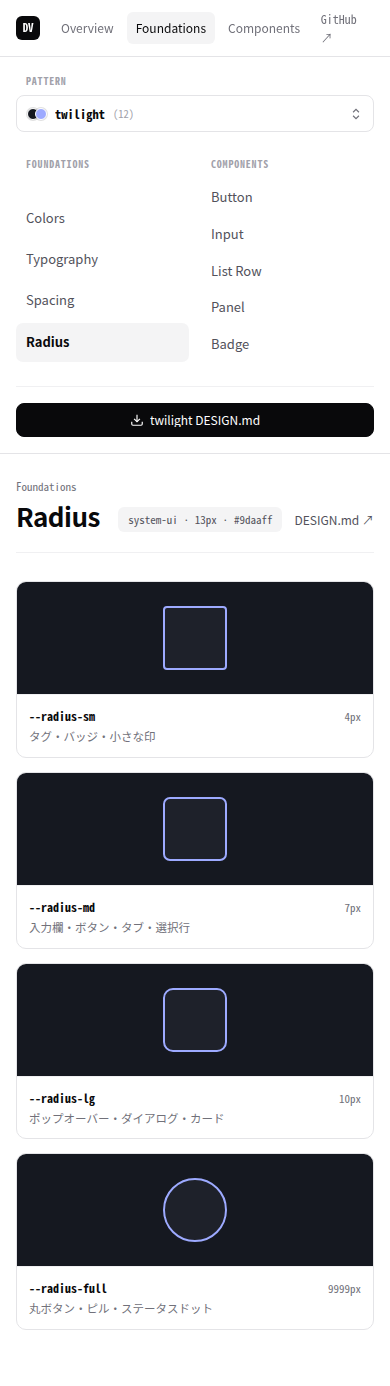 DV
Overview
Foundations
Components
GitHub ↗
PATTERN
twilight (12)
FOUNDATIONS
Colors
Typography
Spacing
Radius
COMPONENTS
Button
Input
List Row
Panel
Badge
twilight DESIGN.md
Foundations
Radius
system-ui · 13px · #9daaff
DESIGN.md ↗
--radius-sm 4px
タグ・バッジ・小さな印
--radius-md 7px
入力欄・ボタン・タブ・選択行
--radius-lg 10px
ポップオーバー・ダイアログ・カード
--radius-full 9999px
丸ボタン・ピル・ステータスドット